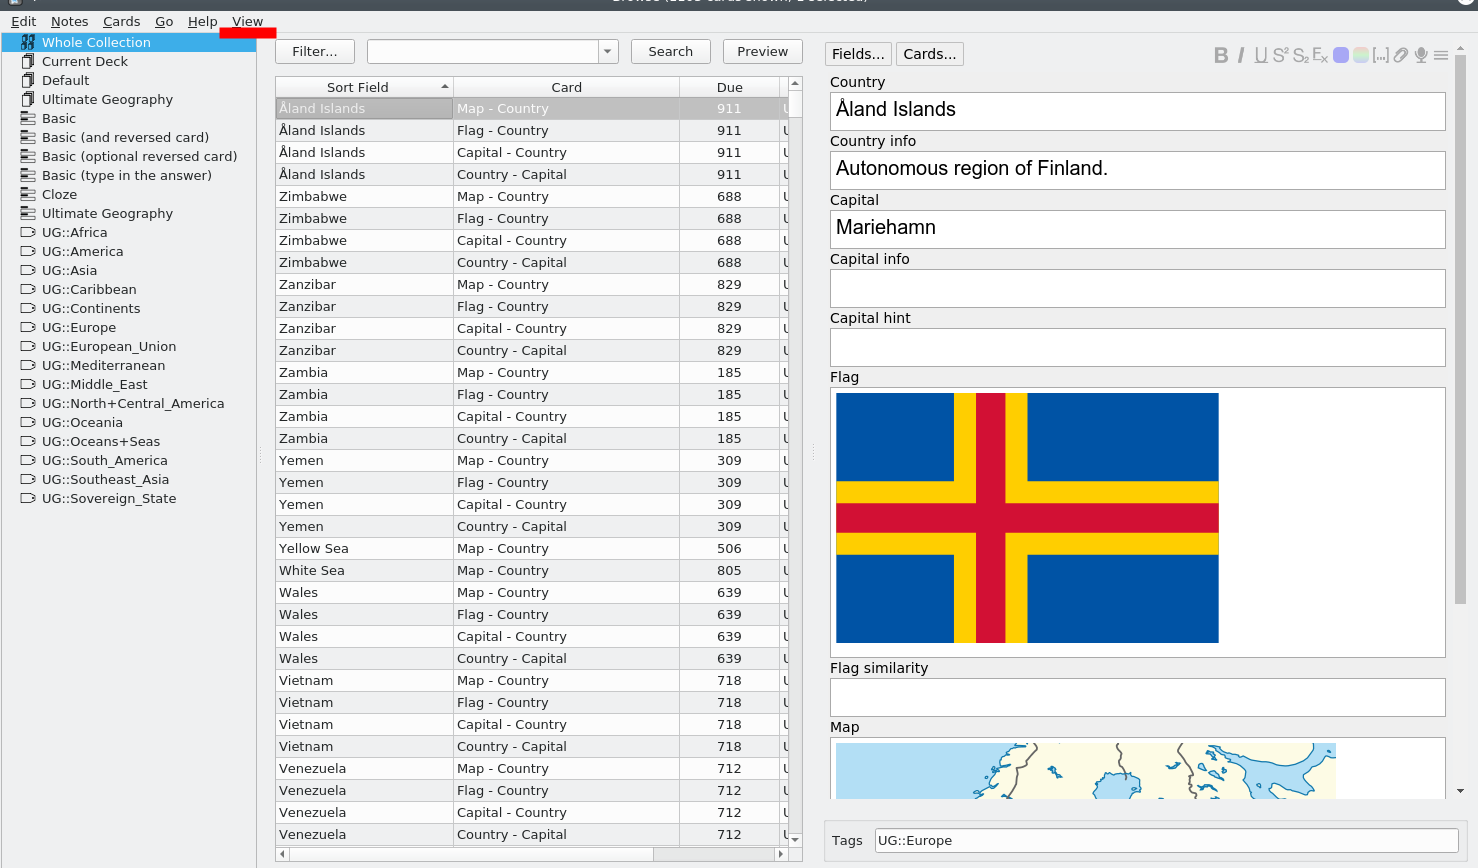 Edit Notes Cards Go Help View
Whole Collection
Current Deck
Default
Ultimate Geography
Basic
Basic (and reversed card)
Basic (optional reversed card)
Basic (type in the answer)
Cloze
Ultimate Geography
UG::Africa
UG::America
UG::Asia
UG::Caribbean
UG::Continents
UG::Europe
UG::European_Union
UG::Mediterranean
UG::Middle_East
UG::North+Central_America
UG::Oceania
UG::Oceans+Seas
UG::South_America
UG::Southeast_Asia
UG::Sovereign_State
Filter... Search Preview
Sort Field Card Due
Åland Islands Map - Country 911
Åland Islands Flag - Country 911
Åland Islands Capital - Country 911
Åland Islands Country - Capital 911
Zimbabwe Map - Country 688
Zimbabwe Flag - Country 688
Zimbabwe Capital - Country 688
Zimbabwe Country - Capital 688
Zanzibar Map - Country 829
Zanzibar Flag - Country 829
Zanzibar Capital - Country 829
Zanzibar Country - Capital 829
Zambia Map - Country 185
Zambia Flag - Country 185
Zambia Capital - Country 185
Zambia Country - Capital 185
Yemen Map - Country 309
Yemen Flag - Country 309
Yemen Capital - Country 309
Yemen Country - Capital 309
Yellow Sea Map - Country 506
White Sea Map - Country 805
Wales Map - Country 639
Wales Flag - Country 639
Wales Capital - Country 639
Wales Country - Capital 639
Vietnam Map - Country 718
Vietnam Flag - Country 718
Vietnam Capital - Country 718
Vietnam Country - Capital 718
Venezuela Map - Country 712
Venezuela Flag - Country 712
Venezuela Capital - Country 712
Venezuela Country - Capital 712
Fields... Cards... B I U S² S₂ Ex [...]
Country
Åland Islands
Country info
Autonomous region of Finland.
Capital
Mariehamn
Capital info
Capital hint
Flag
Flag similarity
Map
Tags UG::Europe